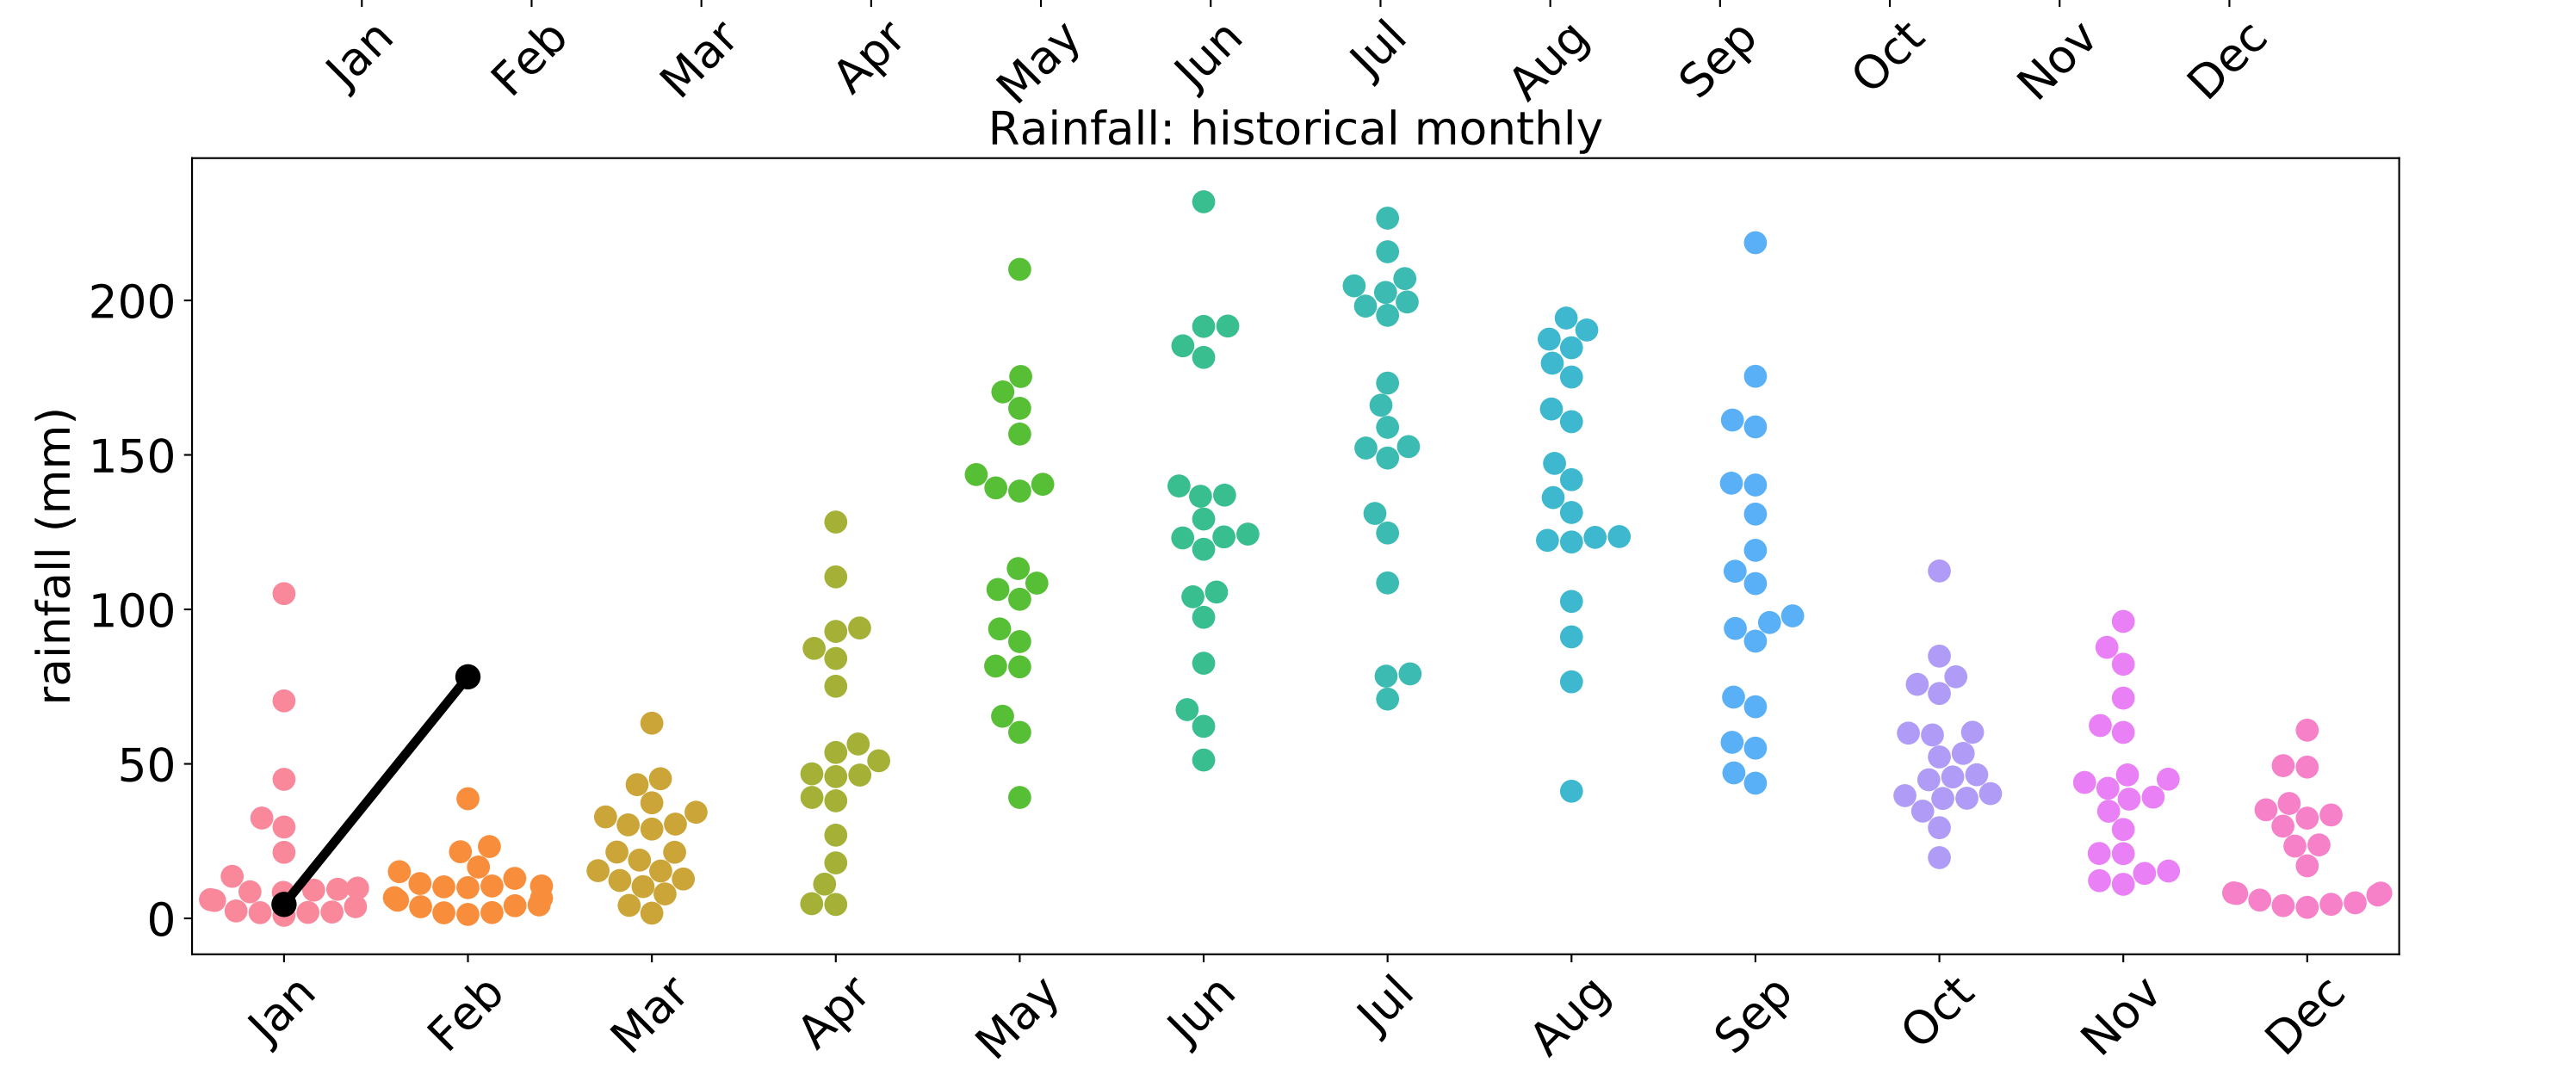 Jan Feb Mar Apr May Jun Jul Aug Sep Oct Nov Dec
Rainfall: historical monthly
rainfall (mm)
200
150
100
50
0
Jan Feb Mar Apr May Jun Jul Aug Sep Oct Nov Dec